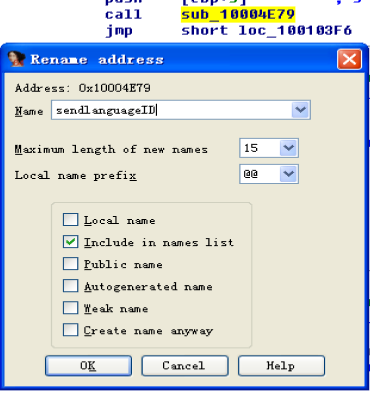 call sub_10004E79
jmp short loc_100103F6
Rename address
Address: 0x10004E79
Name sendlanguageID
Maximum length of new names 15
Local name prefix @@
Local name
Include in names list
Public name
Autogenerated name
Weak name
Create name anyway
OK Cancel Help